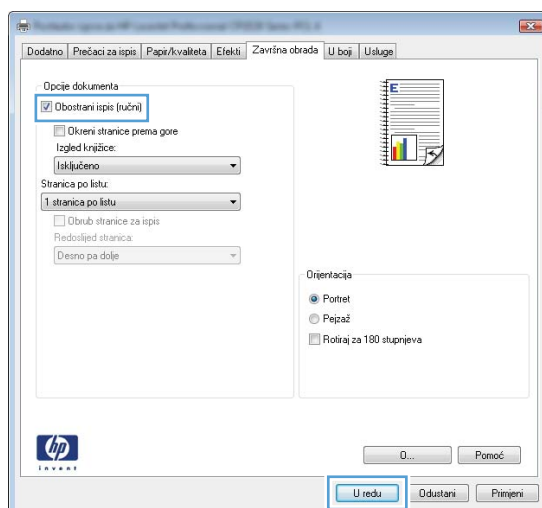 Dodatno Prečaci za ispis Papir/kvaliteta Efekti Završna obrada U boji Usluge
Opcije dokumenta
Obostrani ispis (ručni)
Okreni stranice prema gore
Izgled knjižice:
Isključeno
Stranica po listu:
1 stranica po listu
Obrub stranice za ispis
Redoslijed stranica:
Desno pa dolje
E
Orijentacija
Portret
Pejzaž
Rotiraj za 180 stupnjeva
hp
invent
O... Pomoć
U redu Odustani Primjeni